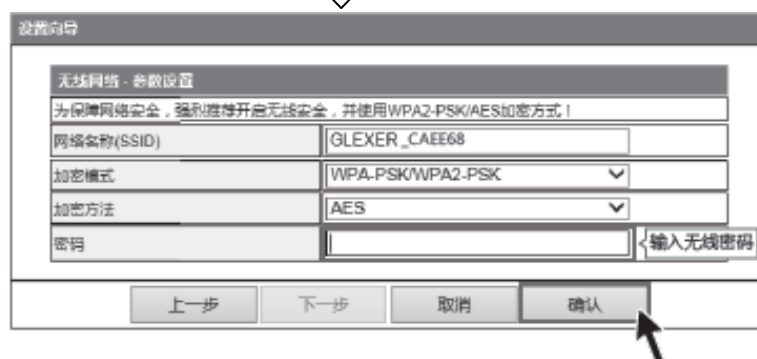 设置向导
无线网络 - 参数设置
为保障网络安全，强烈推荐开启无线安全，并使用WPA2-PSK/AES加密方式！
网络名称(SSID) GLEXER_CAEE68
加密模式 WPA-PSK/WPA2-PSK
加密方法 AES
密码 输入无线密码
上一步 下一步 取消 确认